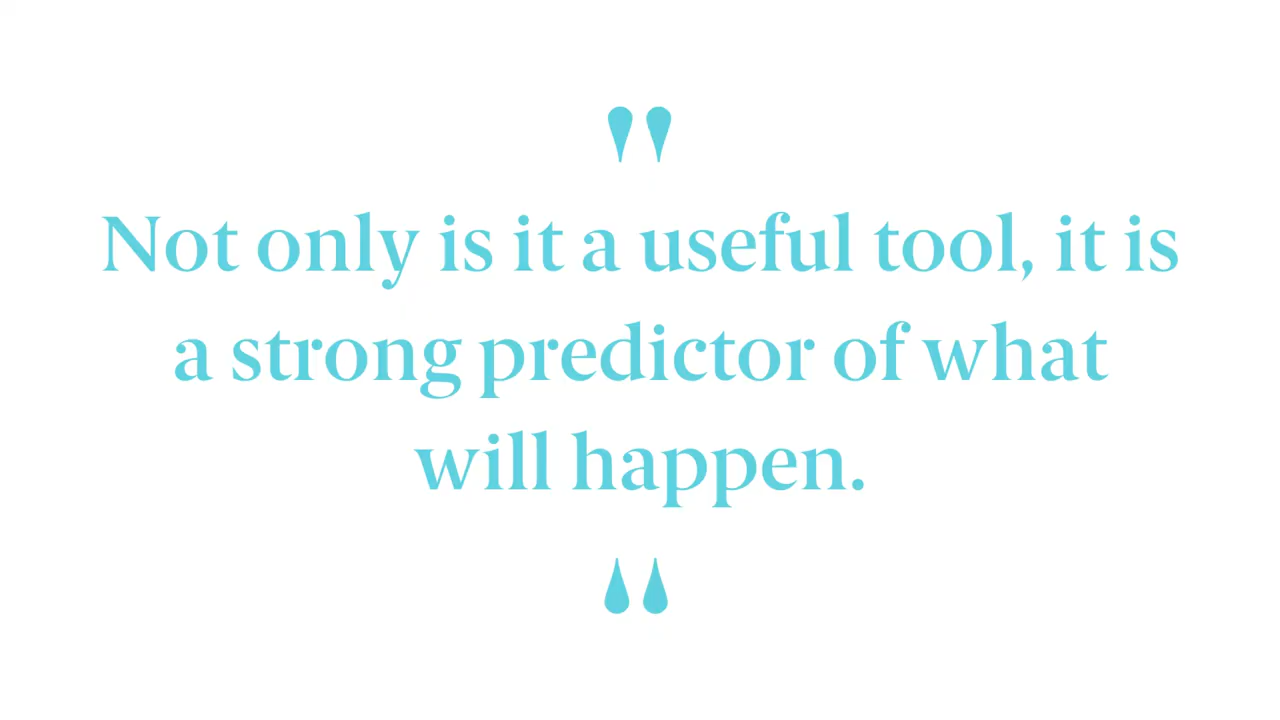 "
Not only is it a useful tool, it is
a strong predictor of what
will happen.
"